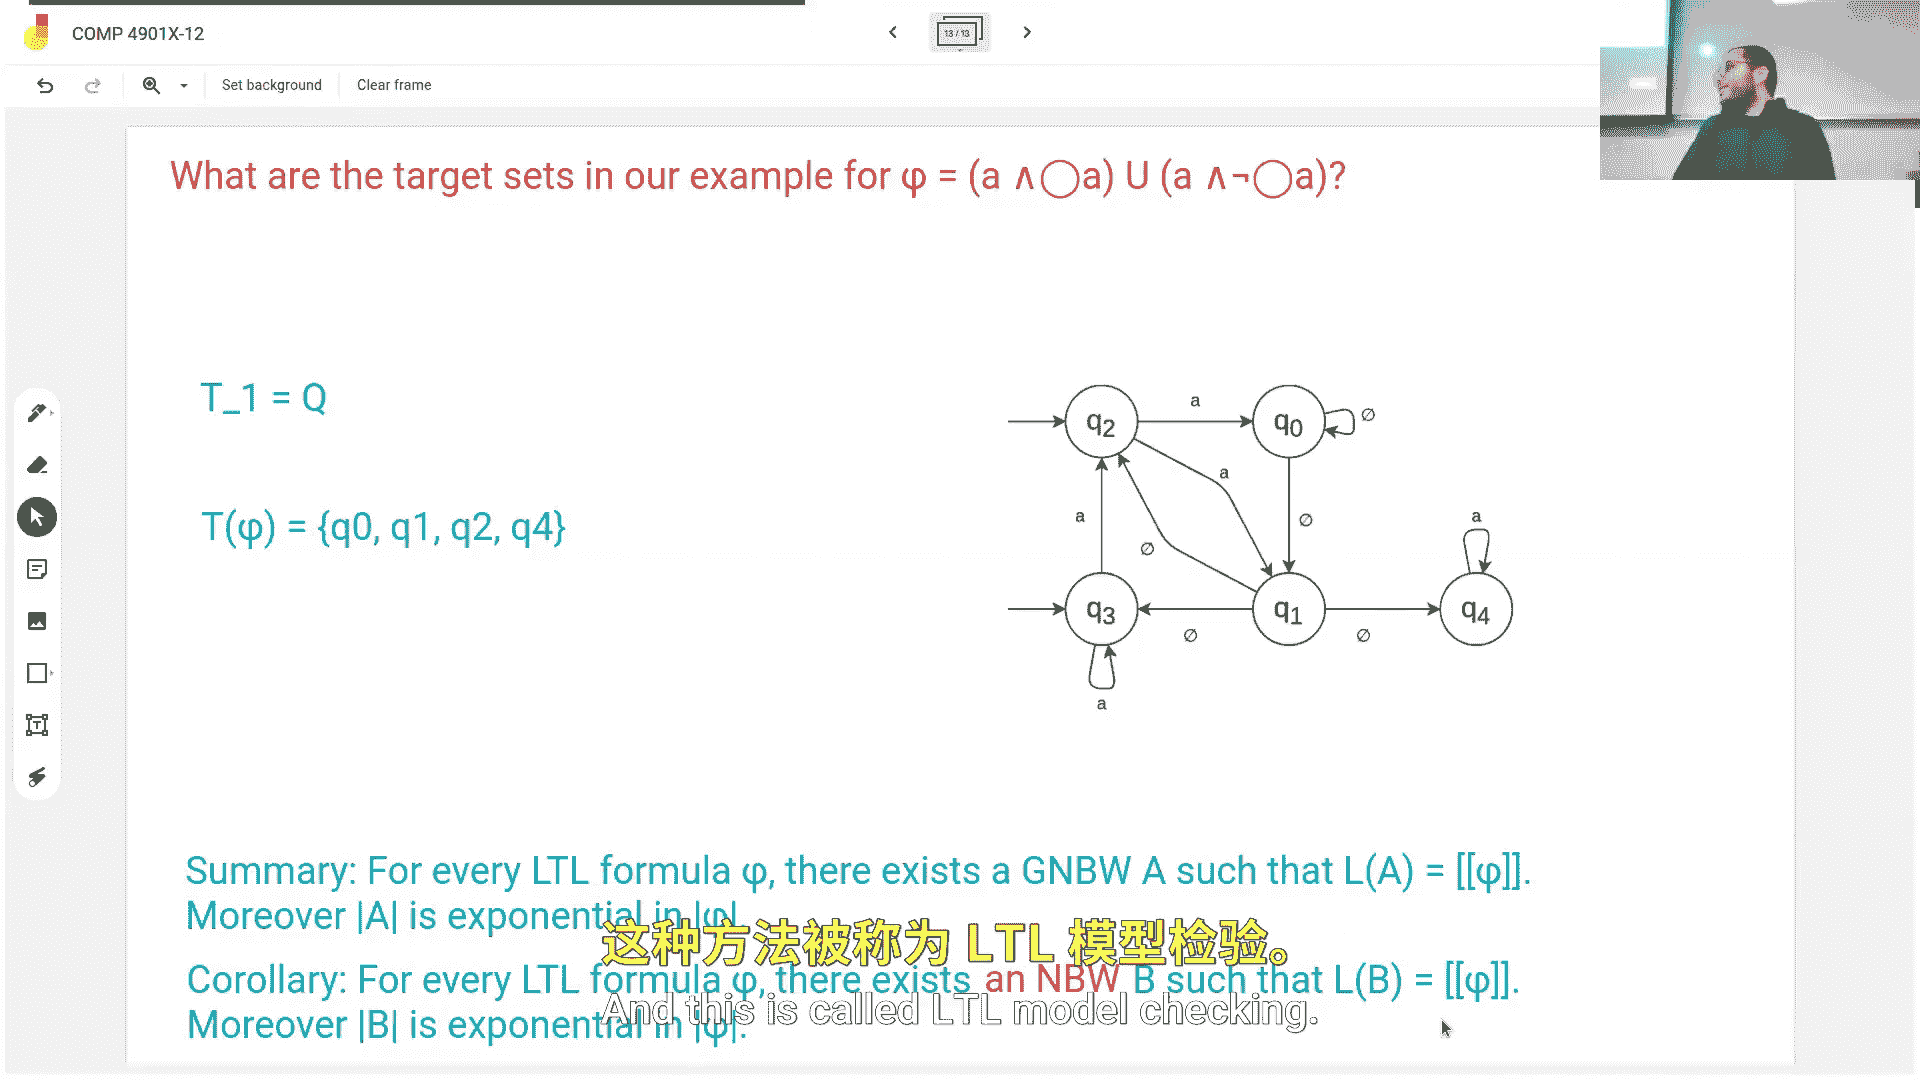 COMP 4901X-12
13 / 13
Set background
Clear frame
What are the target sets in our example for φ = (a ∧◯a) U (a ∧¬◯a)?
T_1 = Q
T(φ) = {q0, q1, q2, q4}
q2
a
q0
∅
a
a
∅
∅
a
q3
∅
q1
∅
q4
a
Summary: For every LTL formula φ, there exists a GNBW A such that L(A) = [[φ]].
Moreover |A| is exponential in |φ|.
这种方法被称为 LTL 模型检验。
Corollary: For every LTL formula φ, there exists an NBW B such that L(B) = [[φ]].
And this is called LTL model checking.
Moreover |B| is exponential in |φ|.